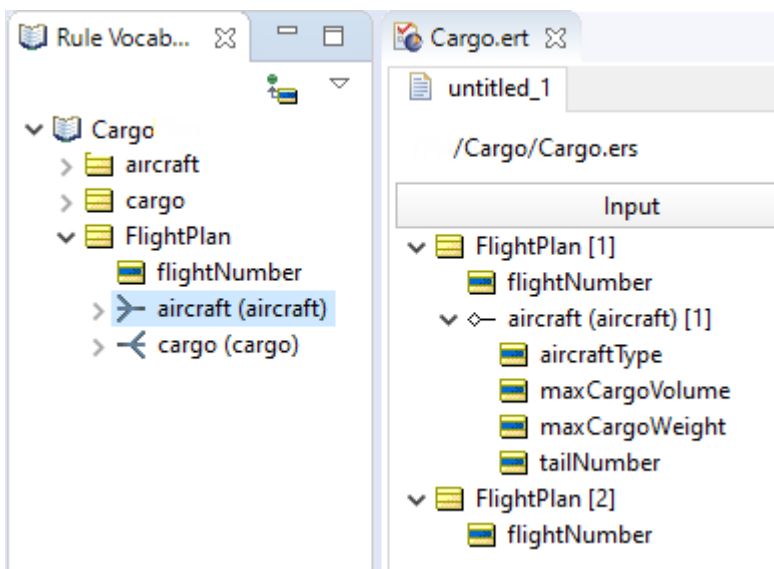 Rule Vocab...
Cargo
aircraft
cargo
FlightPlan
flightNumber
aircraft (aircraft)
cargo (cargo)
Cargo.ert
untitled_1
/Cargo/Cargo.ers
Input
FlightPlan [1]
flightNumber
aircraft (aircraft) [1]
aircraftType
maxCargoVolume
maxCargoWeight
tailNumber
FlightPlan [2]
flightNumber